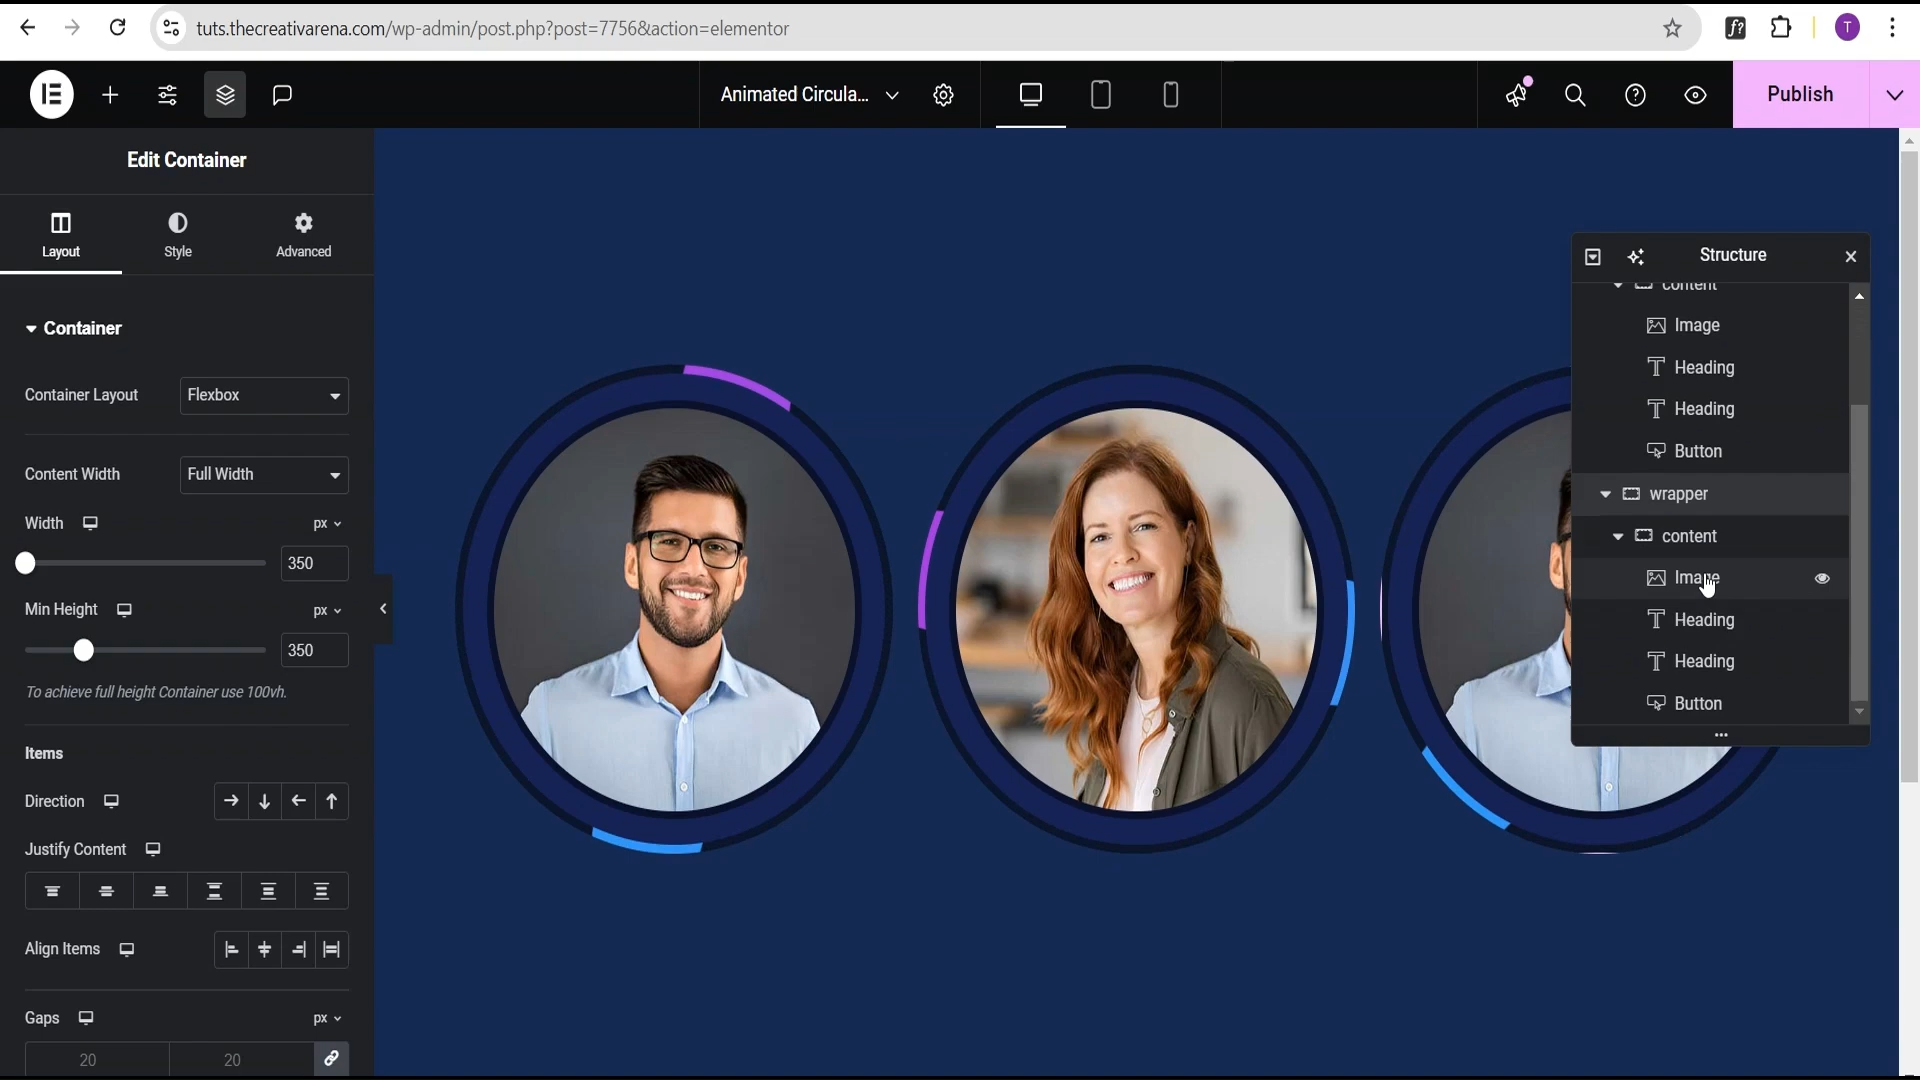 tuts.thecreativarena.com/wp-admin/post.php?post=7756&action=elementor
T
Animated Circula...
Publish
Edit Container
Layout
Style
Advanced
Container
Container Layout
Flexbox
Content Width
Full Width
Width
px
350
Min Height
px
350
To achieve full height Container use 100vh.
Items
Direction
Justify Content
Align Items
Gaps
px
20
20
Structure
content
Image
Heading
Heading
Button
wrapper
content
Image
Heading
Heading
Button